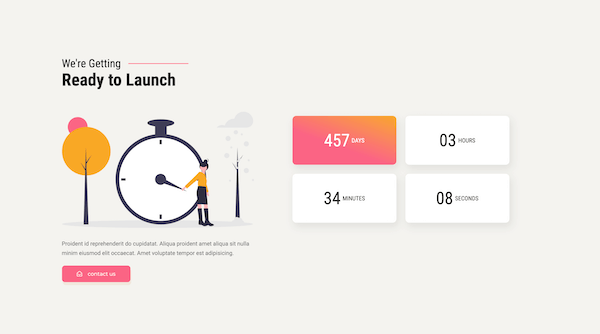 We're Getting
Ready to Launch
457 DAYS
03 HOURS
34 MINUTES
08 SECONDS
Proident id reprehenderit do cupidatat. Aliqua proident amet aliqua sit nulla
minim eiusmod elit occaecat. Amet voluptate tempor est adipisicing.
contact us